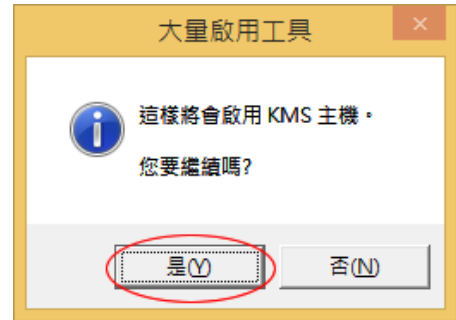 大量啟用工具
這樣將會啟用 KMS 主機。
您要繼續嗎?
是(Y)
否(N)